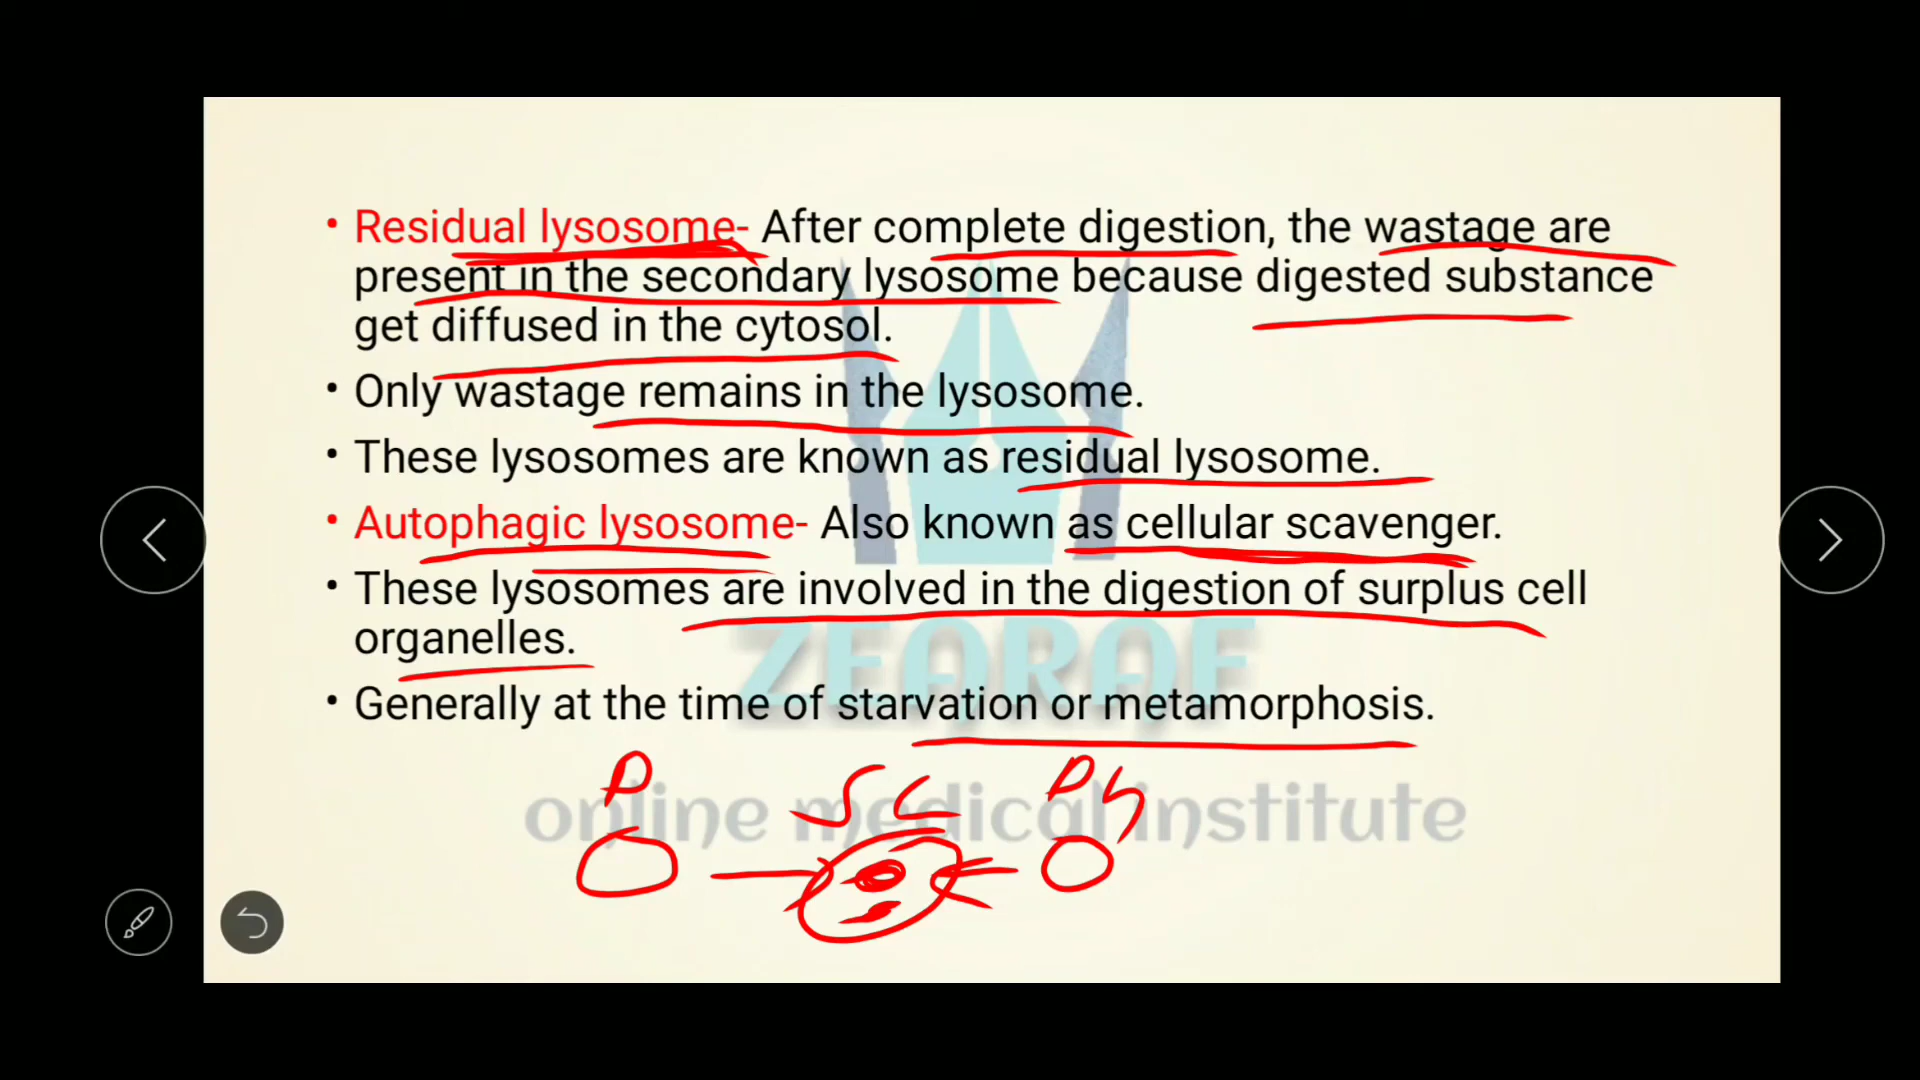 • Residual lysosome- After complete digestion, the wastage are
present in the secondary lysosome because digested substance
get diffused in the cytosol.
• Only wastage remains in the lysosome.
• These lysosomes are known as residual lysosome.
• Autophagic lysosome- Also known as cellular scavenger.
• These lysosomes are involved in the digestion of surplus cell
organelles.
ZEARAF
• Generally at the time of starvation or metamorphosis.
P
online medical institute